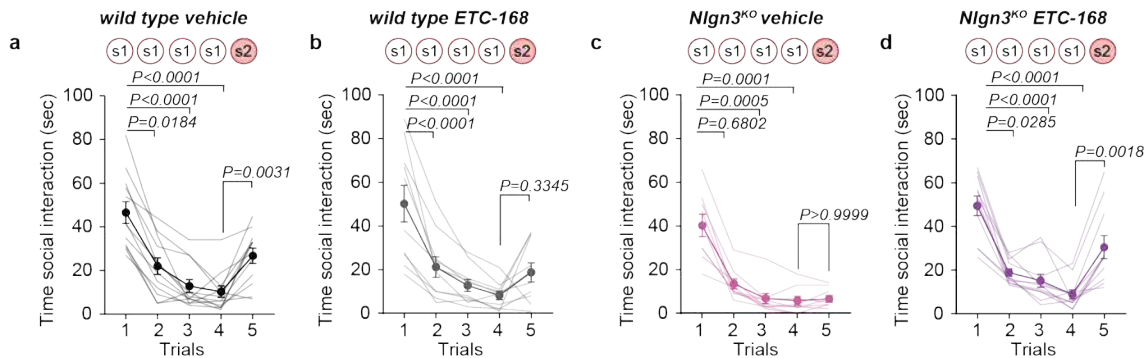 wild type vehicle
a
s1 s1 s1 s1 s2
P<0.0001
P<0.0001
P=0.0184
P=0.0031
Time social interaction (sec)
100
80
60
40
20
0
1 2 3 4 5
Trials
wild type ETC-168
b
s1 s1 s1 s1 s2
P<0.0001
P<0.0001
P<0.0001
P=0.3345
Time social interaction (sec)
100
80
60
40
20
0
1 2 3 4 5
Trials
Nlgn3KO vehicle
c
s1 s1 s1 s1 s2
P=0.0001
P=0.0005
P=0.6802
P>0.9999
Time social interaction (sec)
100
80
60
40
20
0
1 2 3 4 5
Trials
Nlgn3KO ETC-168
d
s1 s1 s1 s1 s2
P<0.0001
P<0.0001
P=0.0285
P=0.0018
Time social interaction (sec)
100
80
60
40
20
0
1 2 3 4 5
Trials